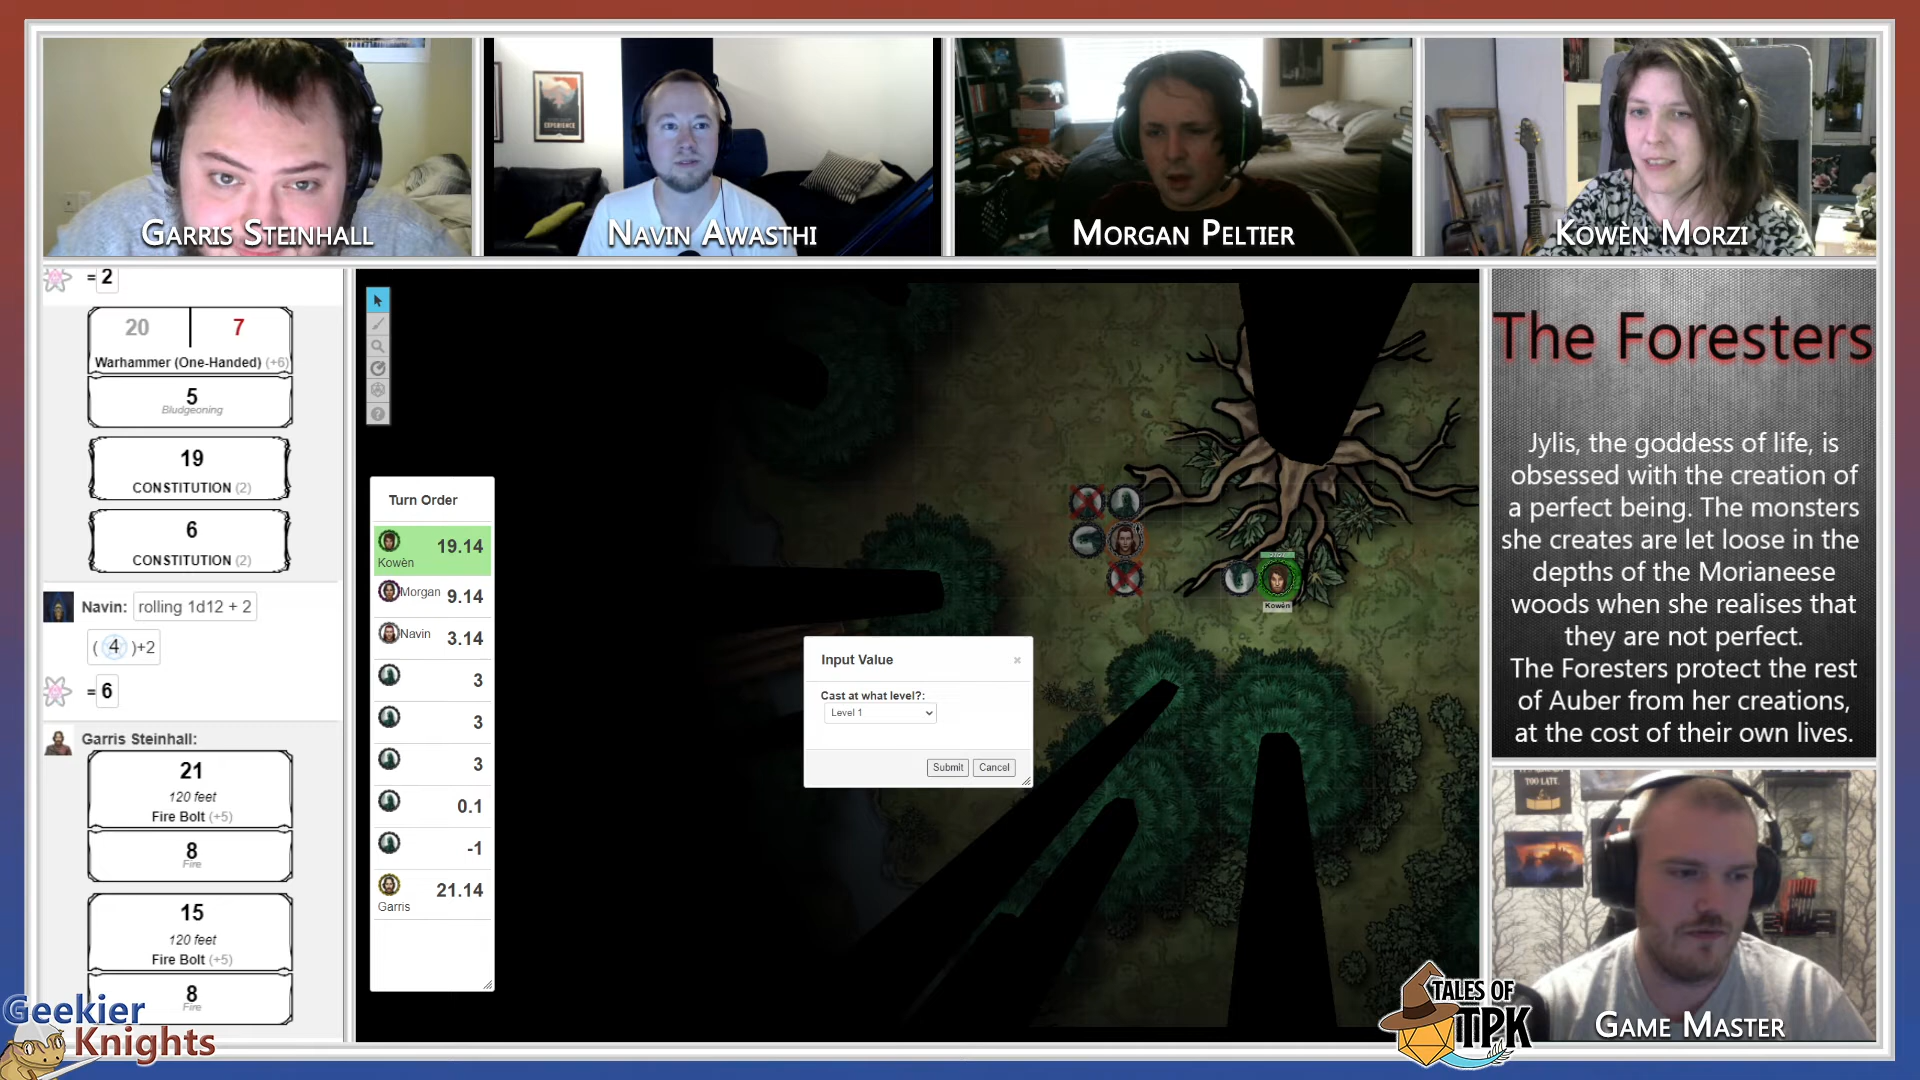 EXPERIENCE
GARRIS STEINHALL
NAVIN AWASTHI
MORGAN PELTIER
KOWÈN MORZI
= 2
20 7
Warhammer (One-Handed) (+6)
5
Bludgeoning
19
CONSTITUTION (2)
6
CONSTITUTION (2)
Navin: rolling 1d12 + 2
( 4 )+2
= 6
Garris Steinhall:
21
120 feet
Fire Bolt (+5)
8
Fire
15
120 feet
Fire Bolt (+5)
8
Fire
Geekier
Knights
Turn Order
19.14
Kowèn
Morgan 9.14
Navin 3.14
3
3
3
0.1
-1
21.14
Garris
Kowèn
Input Value
Cast at what level?:
Level 1
Submit Cancel
The Foresters
Jylis, the goddess of life, is
obsessed with the creation of
a perfect being. The monsters
she creates are let loose in the
depths of the Morianeese
woods when she realises that
they are not perfect.
The Foresters protect the rest
of Auber from her creations,
at the cost of their own lives.
TOO LATE.
TALES OF
TPK
GAME MASTER